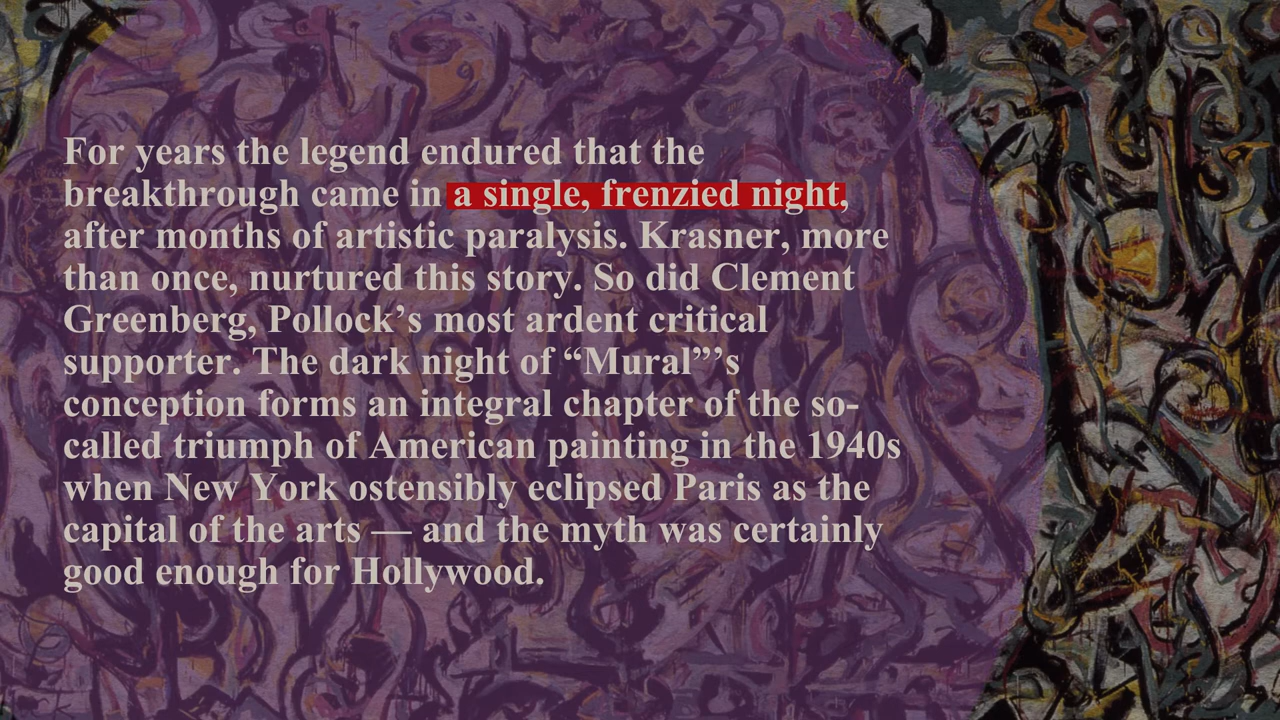 For years the legend endured that the
breakthrough came in a single, frenzied night,
after months of artistic paralysis. Krasner, more
than once, nurtured this story. So did Clement
Greenberg, Pollock’s most ardent critical
supporter. The dark night of “Mural”’s
conception forms an integral chapter of the so-
called triumph of American painting in the 1940s
when New York ostensibly eclipsed Paris as the
capital of the arts — and the myth was certainly
good enough for Hollywood.